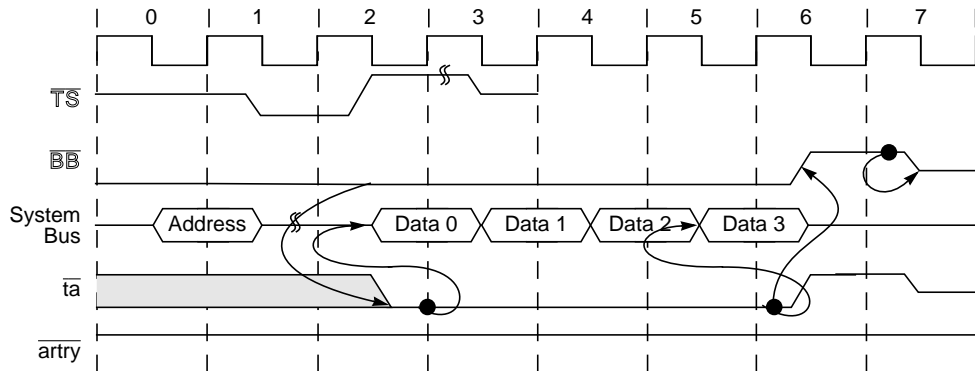 0 1 2 3 4 5 6 7
TS
BB
System
Bus
Address Data 0 Data 1 Data 2 Data 3
ta
artry